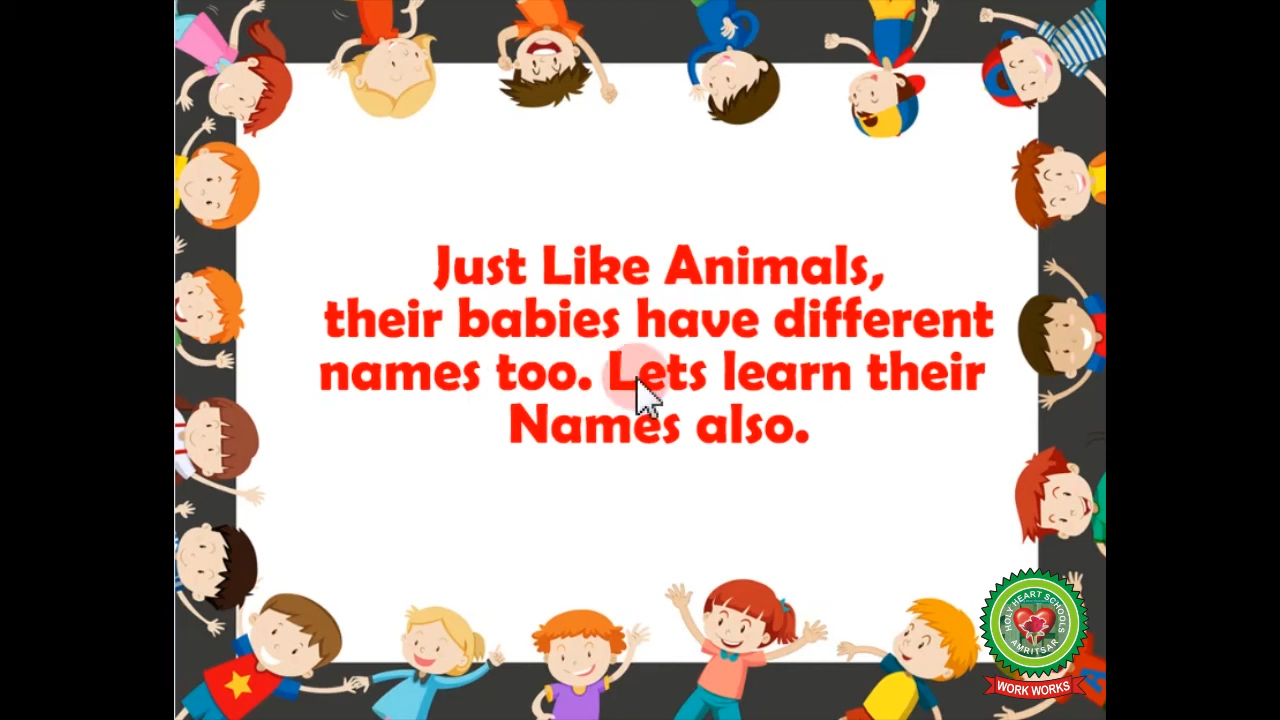 Just Like Animals,
their babies have different
names too. Lets learn their
Names also.
HOLY HEART SCHOOLS
AMRITSAR
WORK WORKS